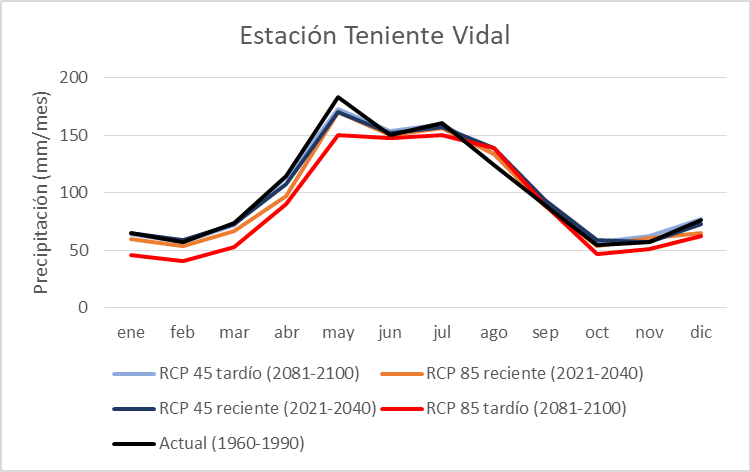 Estación Teniente Vidal
Precipitación (mm/mes)
200
150
100
50
0
ene feb mar abr may jun jul ago sep oct nov dic
RCP 45 tardío (2081-2100) RCP 85 reciente (2021-2040)
RCP 45 reciente (2021-2040) RCP 85 tardío (2081-2100)
Actual (1960-1990)